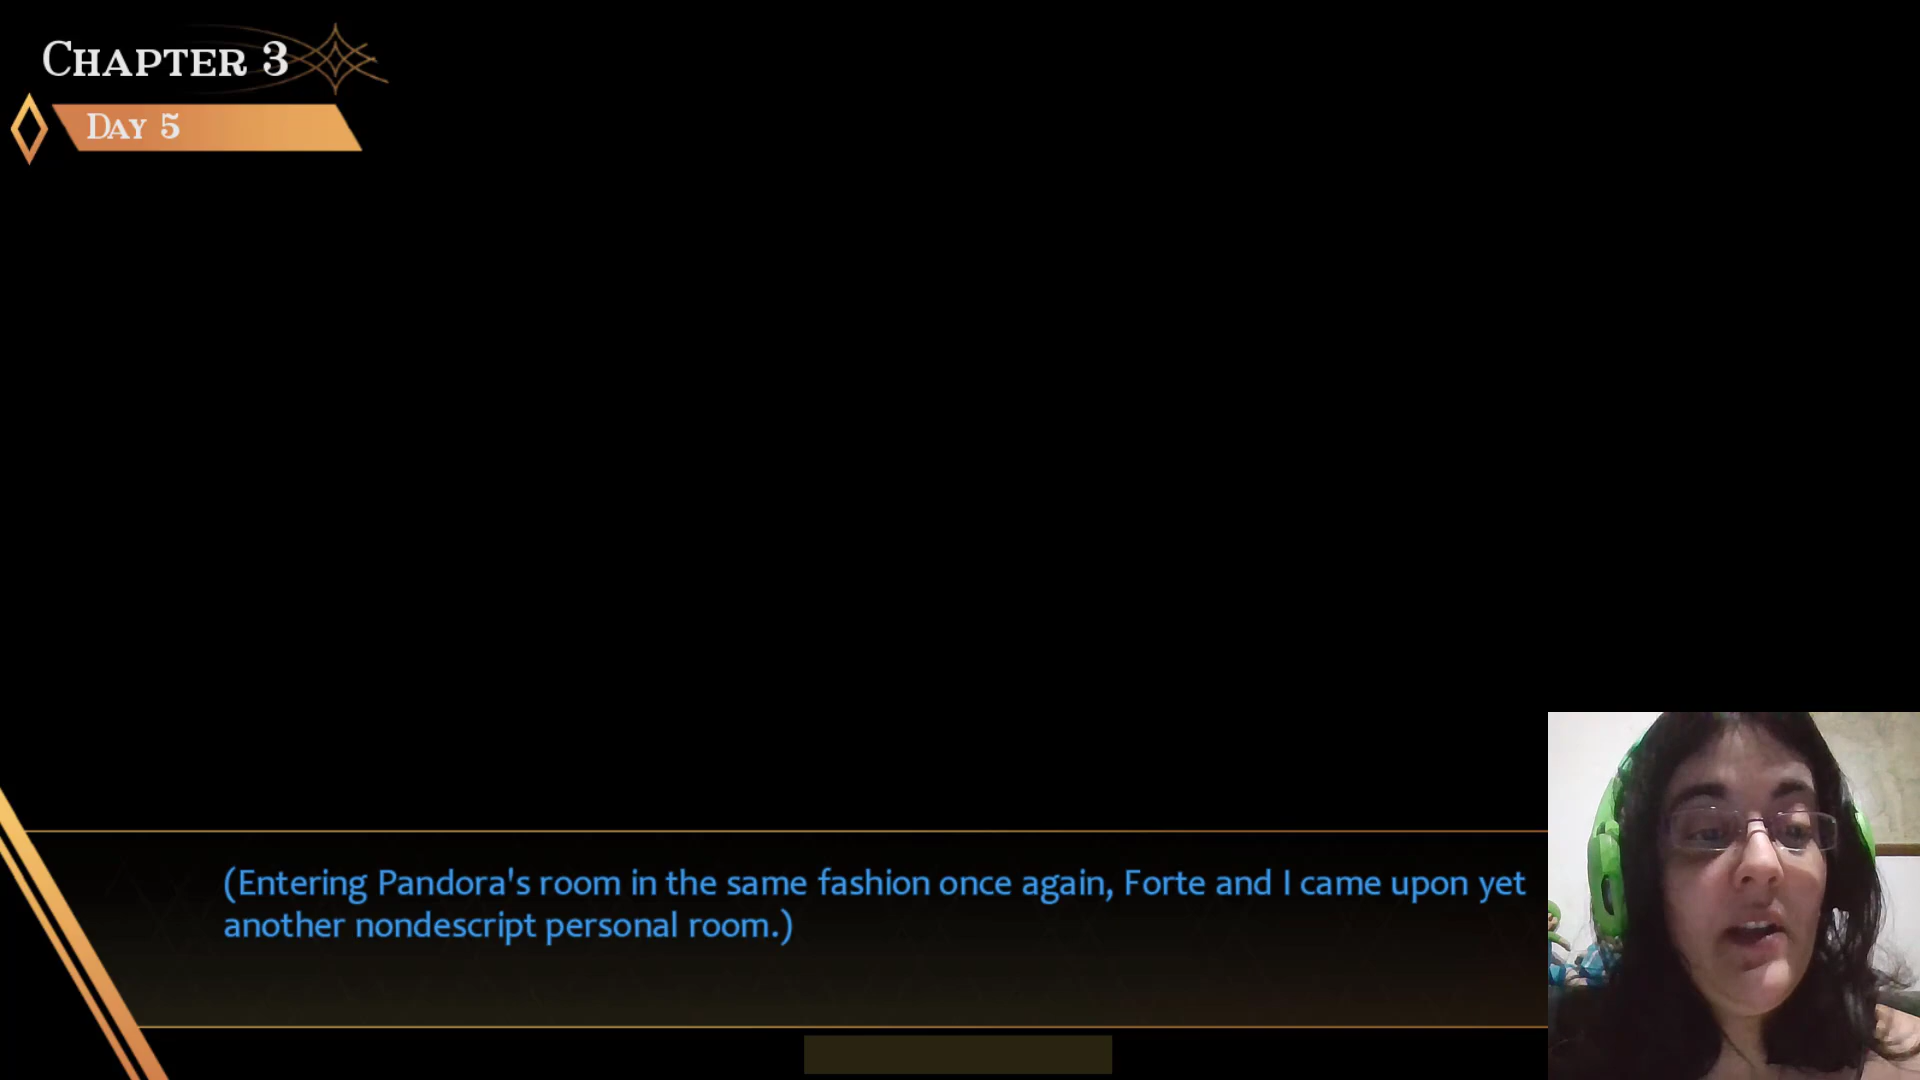 Chapter 3
Day 5
(Entering Pandora's room in the same fashion once again, Forte and I came upon yet
another nondescript personal room.)